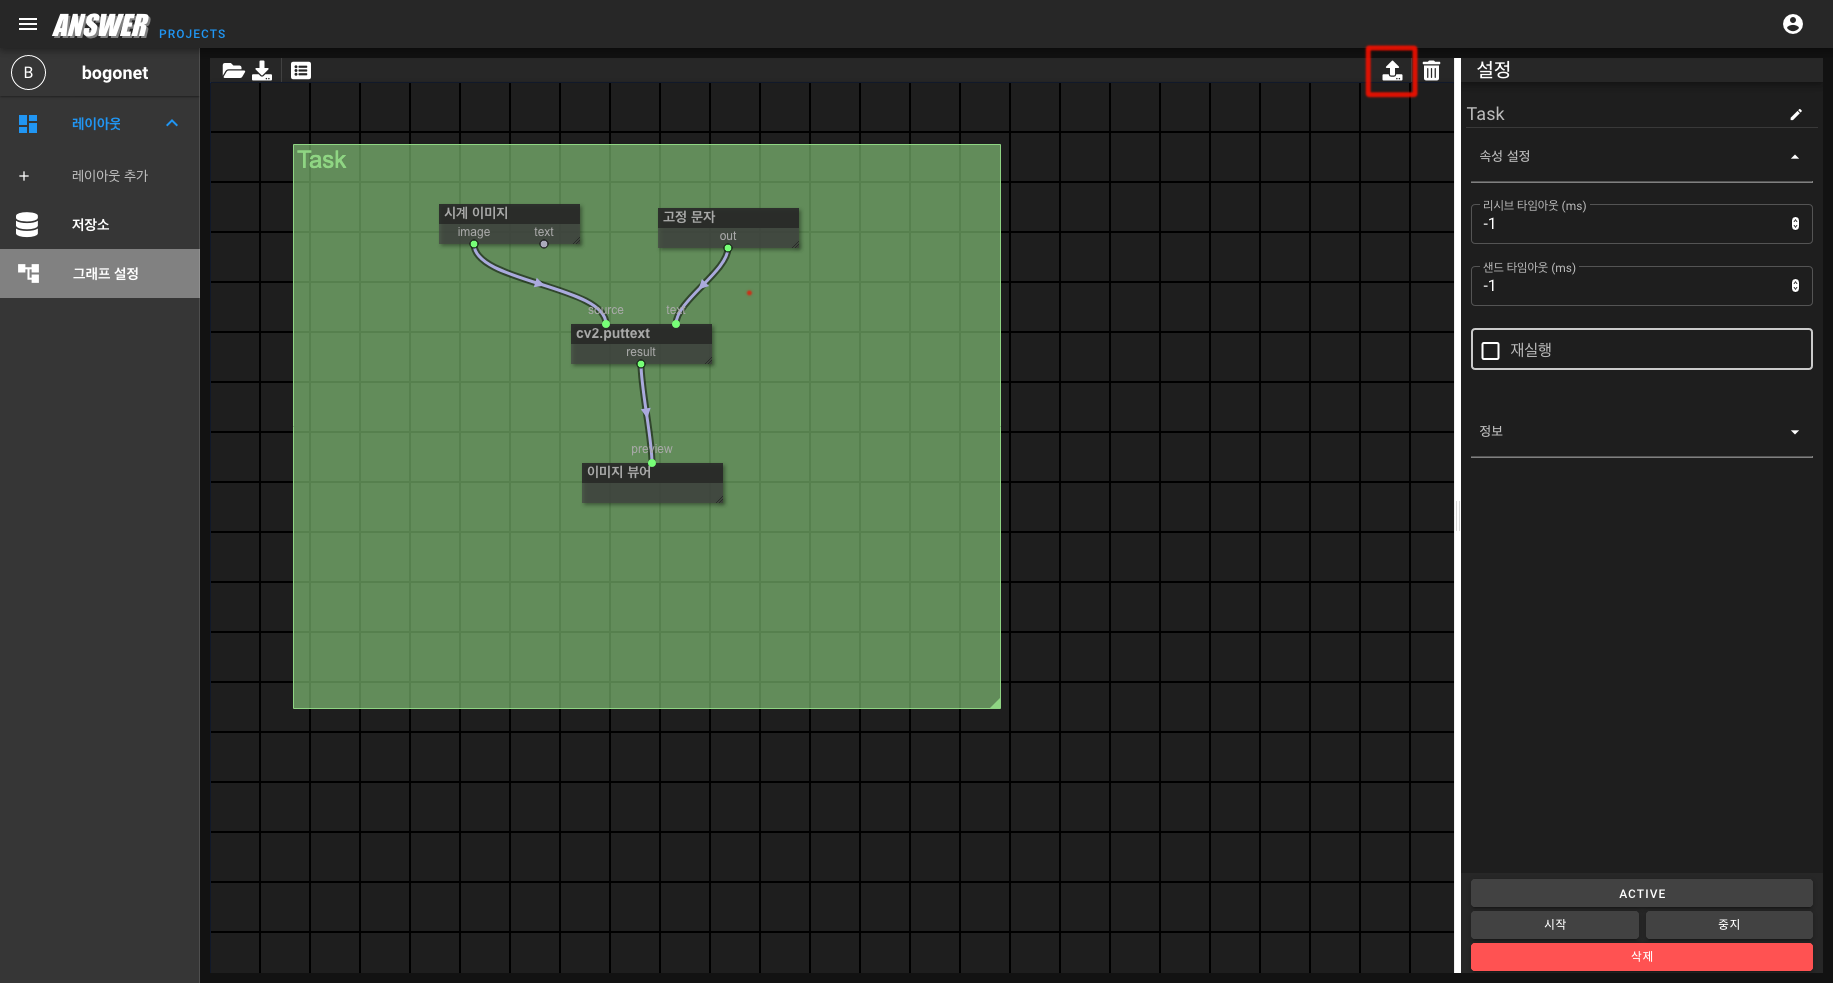 ANSWER PROJECTS
B bogonet
레이아웃
레이아웃 추가
저장소
그래프 설정
Task
시계 이미지
image text
고정 문자
out
source text
cv2.puttext
result
preview
이미지 뷰어
설정
Task
속성 설정
리시브 타임아웃 (ms)
-1
샌드 타임아웃 (ms)
-1
재실행
정보
ACTIVE
시작 중지
삭제